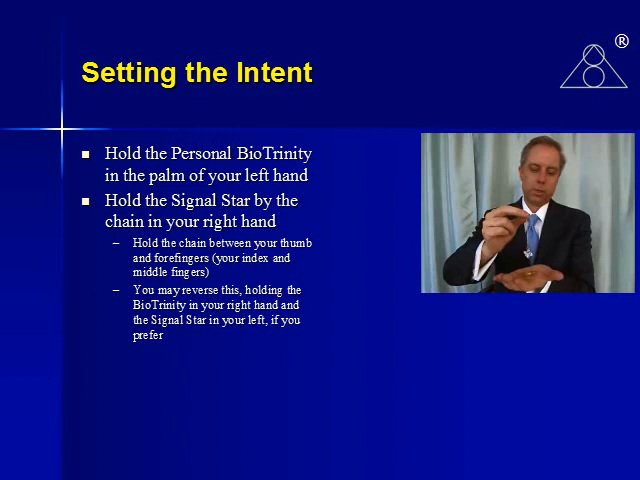 ®
Setting the Intent
Hold the Personal BioTrinity
in the palm of your left hand
Hold the Signal Star by the
chain in your right hand
– Hold the chain between your thumb
and forefingers (your index and
middle fingers)
– You may reverse this, holding the
BioTrinity in your right hand and
the Signal Star in your left, if you
prefer